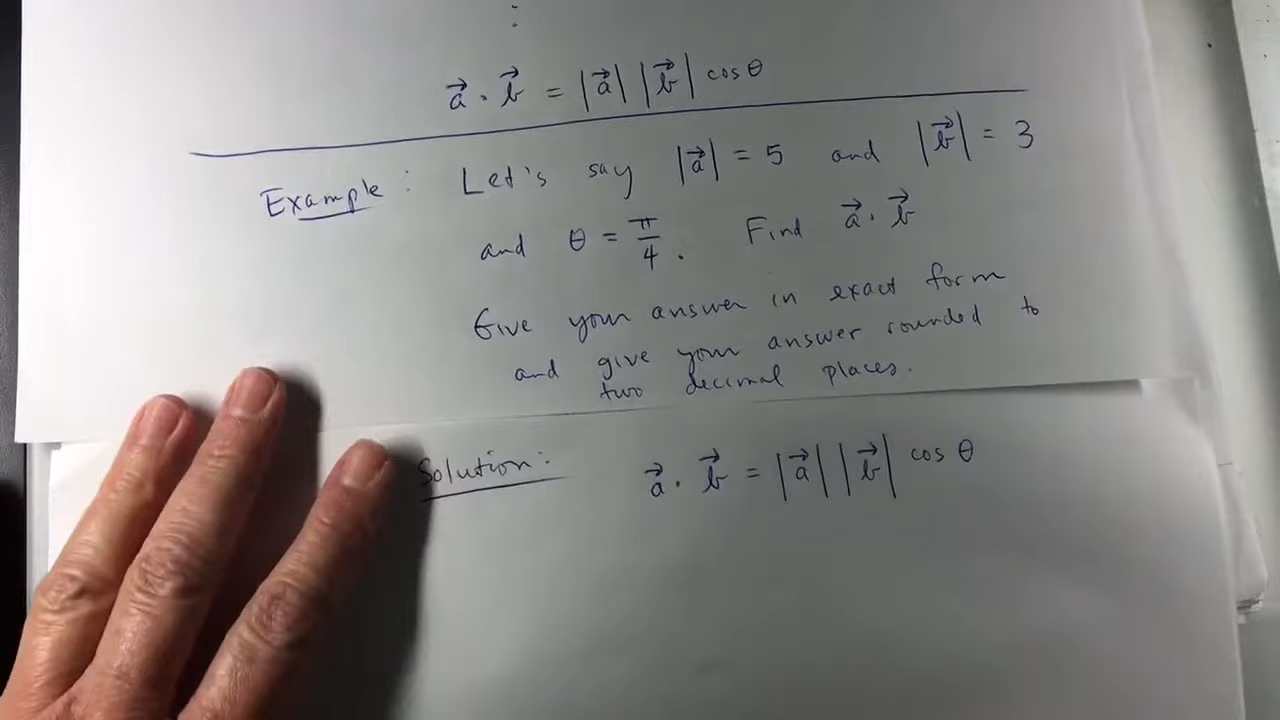 :
a⃗ · b⃗ = |a⃗| |b⃗| cos θ
Example: Let's say |a⃗| = 5 and |b⃗| = 3
and θ = π/4. Find a⃗ · b⃗
Give your answer in exact form
and give your answer rounded to
two decimal places.
Solution: a⃗ · b⃗ = |a⃗| |b⃗| cos θ